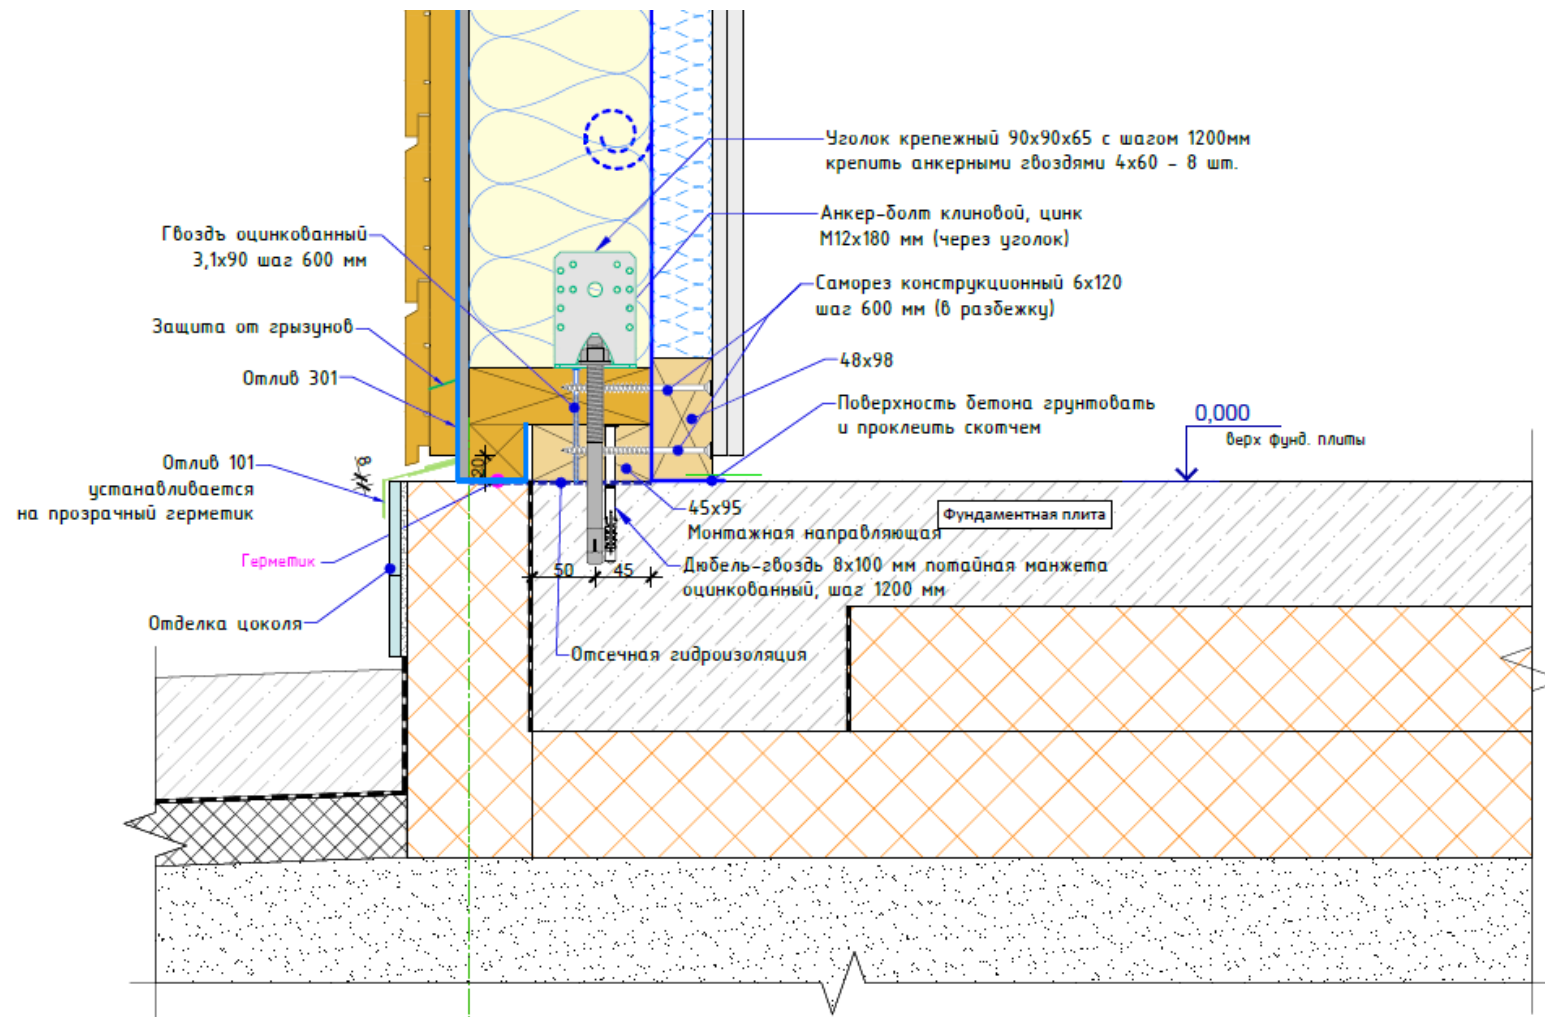 Уголок крепежный 90х90х65 с шагом 1200мм
крепить анкерными гвоздями 4х60 - 8 шт.
Анкер-болт клиновой, цинк
М12х180 мм (через уголок)
Гвоздь оцинкованный
3,1х90 шаг 600 мм
Саморез конструкционный 6х120
шаг 600 мм (в разбежку)
Защита от грызунов
48х98
Отлив 301
Поверхность бетона грунтовать
и проклеить скотчем
0,000
верх фунд. плиты
Отлив 101
устанавливается
на прозрачный герметик
8
20
45х95
Монтажная направляющая
Фундаментная плита
Герметик
50
45
Дюбель-гвоздь 8х100 мм потайная манжета
оцинкованный, шаг 1200 мм
Отделка цоколя
Отсечная гидроизоляция